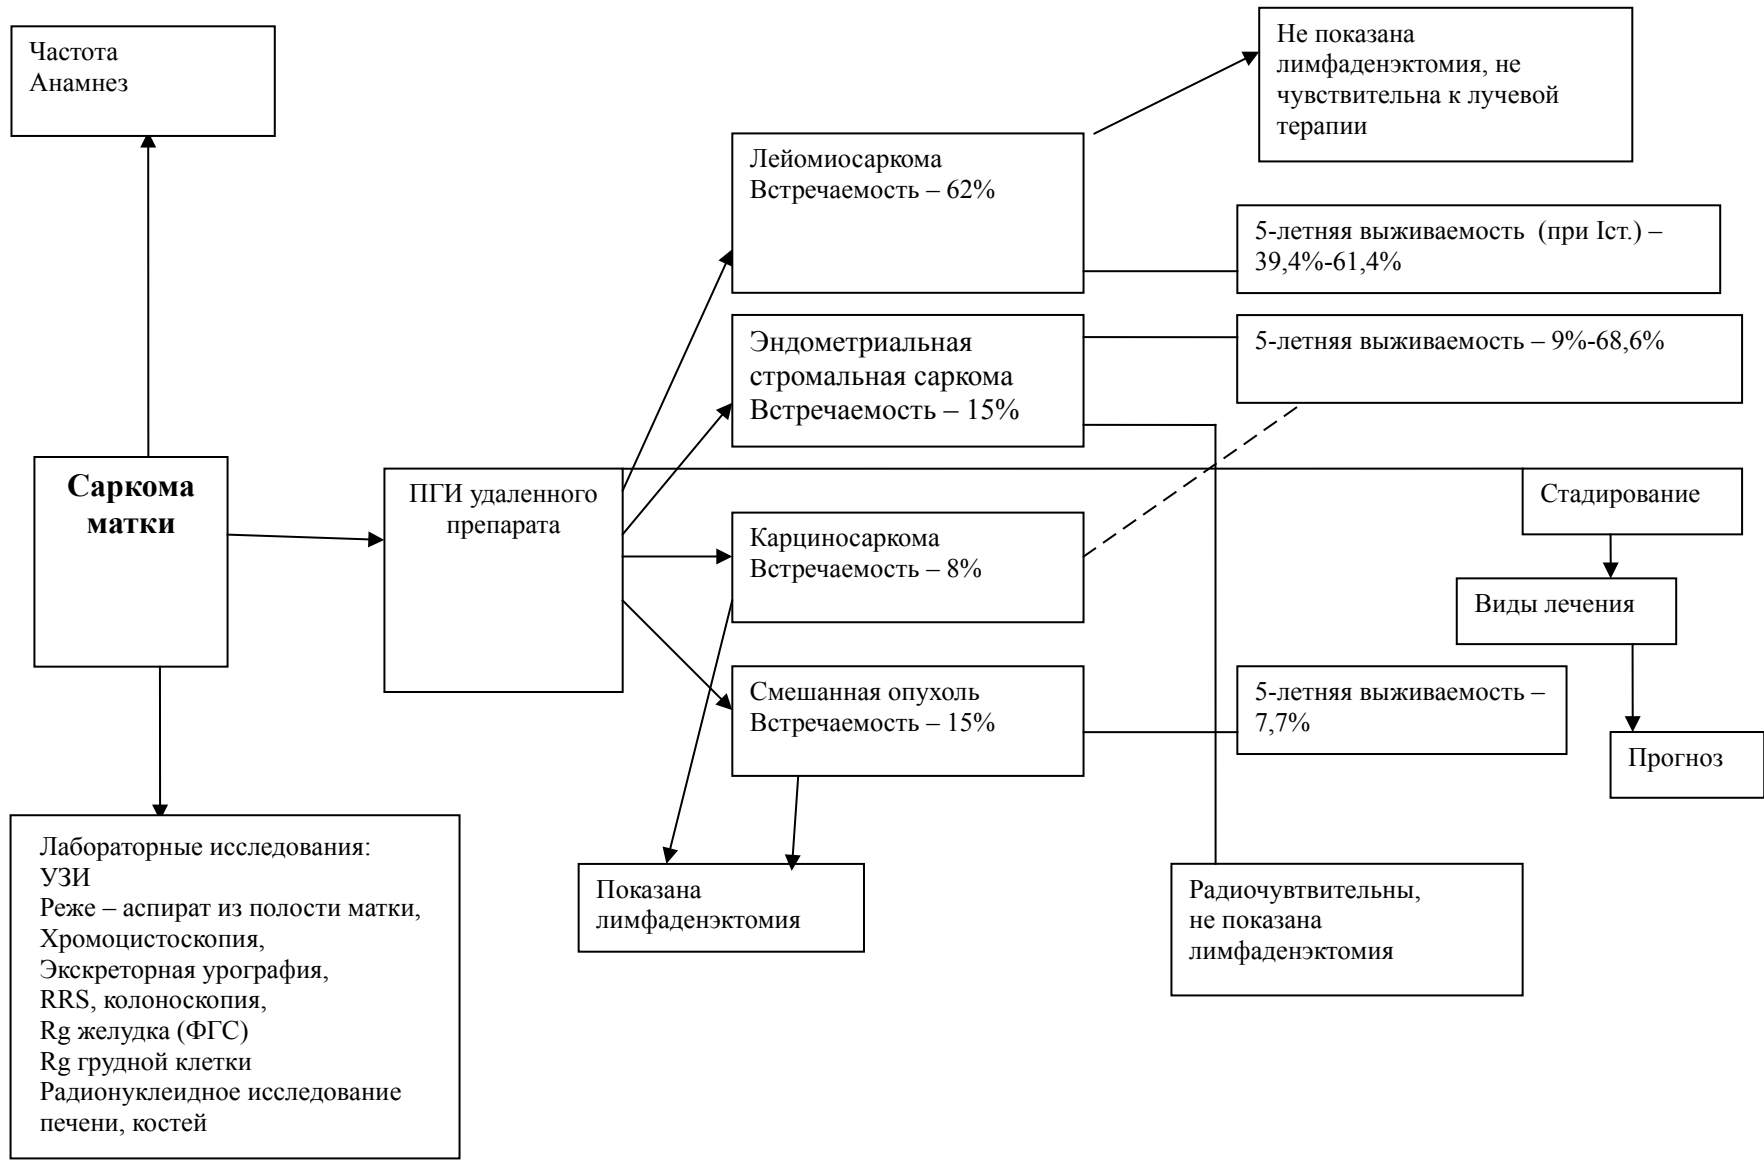 Частота
Анамнез
Не показана
лимфаденэктомия, не
чувствительна к лучевой
терапии
Лейомиосаркома
Встречаемость – 62%
5-летняя выживаемость (при Iст.) –
39,4%-61,4%
Эндометриальная
стромальная саркома
Встречаемость – 15%
5-летняя выживаемость – 9%-68,6%
Саркома
матки
ПГИ удаленного
препарата
Стадирование
Карциносаркома
Встречаемость – 8%
Виды лечения
Смешанная опухоль
Встречаемость – 15%
5-летняя выживаемость –
7,7%
Прогноз
Лабораторные исследования:
УЗИ
Реже – аспират из полости матки,
Хромоцистоскопия,
Экскреторная урография,
RRS, колоноскопия,
Rg желудка (ФГС)
Rg грудной клетки
Радионуклеидное исследование
печени, костей
Показана
лимфаденэктомия
Радиочувтвительны,
не показана
лимфаденэктомия